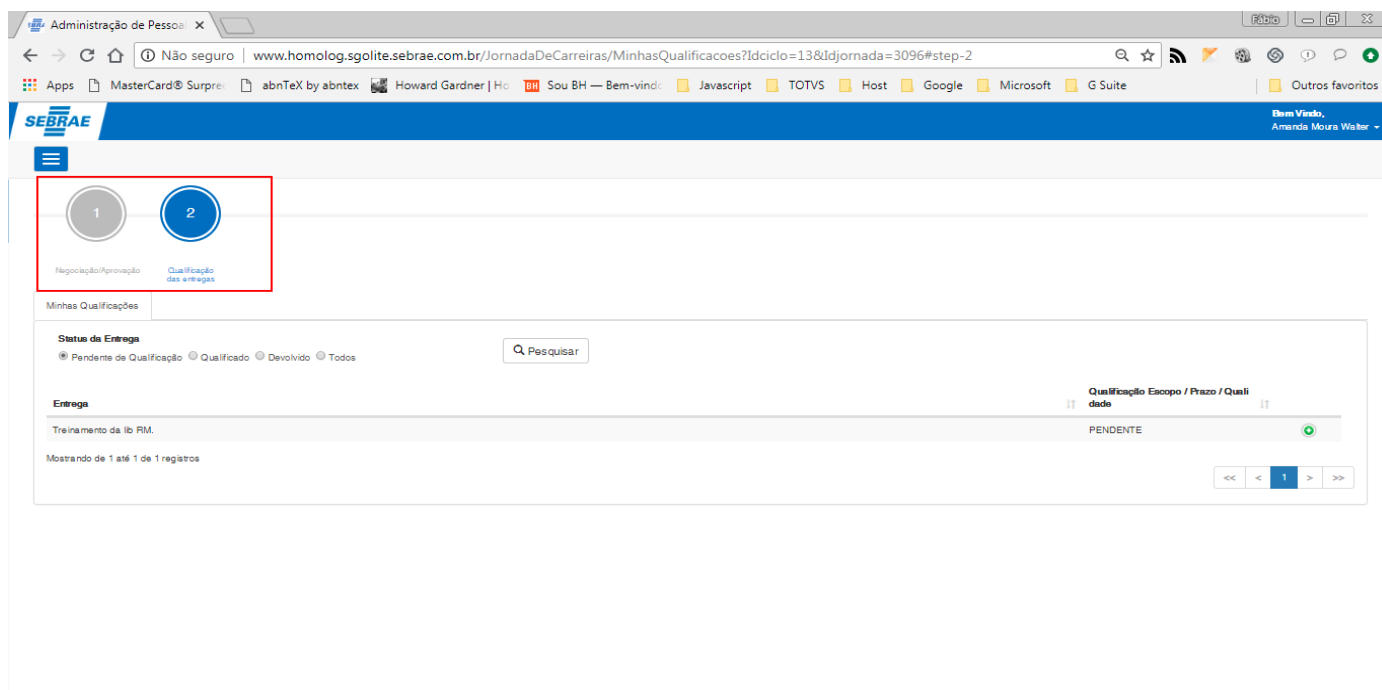 Administração de Pessoal
Fábio
Não seguro | www.homolog.sgolite.sebrae.com.br/JornadaDeCarreiras/MinhasQualificacoes?Idciclo=13&Idjornada=3096#step-2
Apps MasterCard® Surpre abnTeX by abntex Howard Gardner | Ho BH Sou BH — Bem-vindo Javascript TOTVS Host Google Microsoft G Suite Outros favoritos
SEBRAE
Bem Vindo,
Amanda Moura Walter
1 2
Negociação/Aprovação Qualificação
das entregas
Minhas Qualificações
Status da Entrega
Pendente de Qualificação Qualificado Devolvido Todos
Pesquisar
Entrega Qualificação Escopo / Prazo / Quali
dade
Treinamento da lib RM. PENDENTE
Mostrando de 1 até 1 de 1 registros
<< < 1 > >>